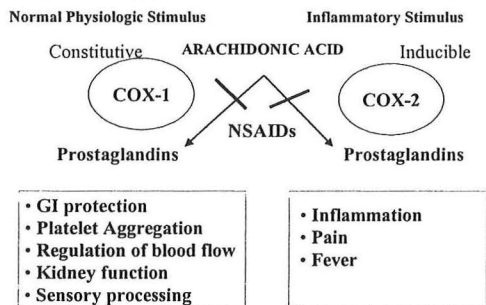 Normal Physiologic Stimulus
Inflammatory Stimulus
Constitutive
ARACHIDONIC ACID
Inducible
COX-1
COX-2
NSAIDs
Prostaglandins
Prostaglandins
• GI protection
• Platelet Aggregation
• Regulation of blood flow
• Kidney function
• Sensory processing
• Inflammation
• Pain
• Fever